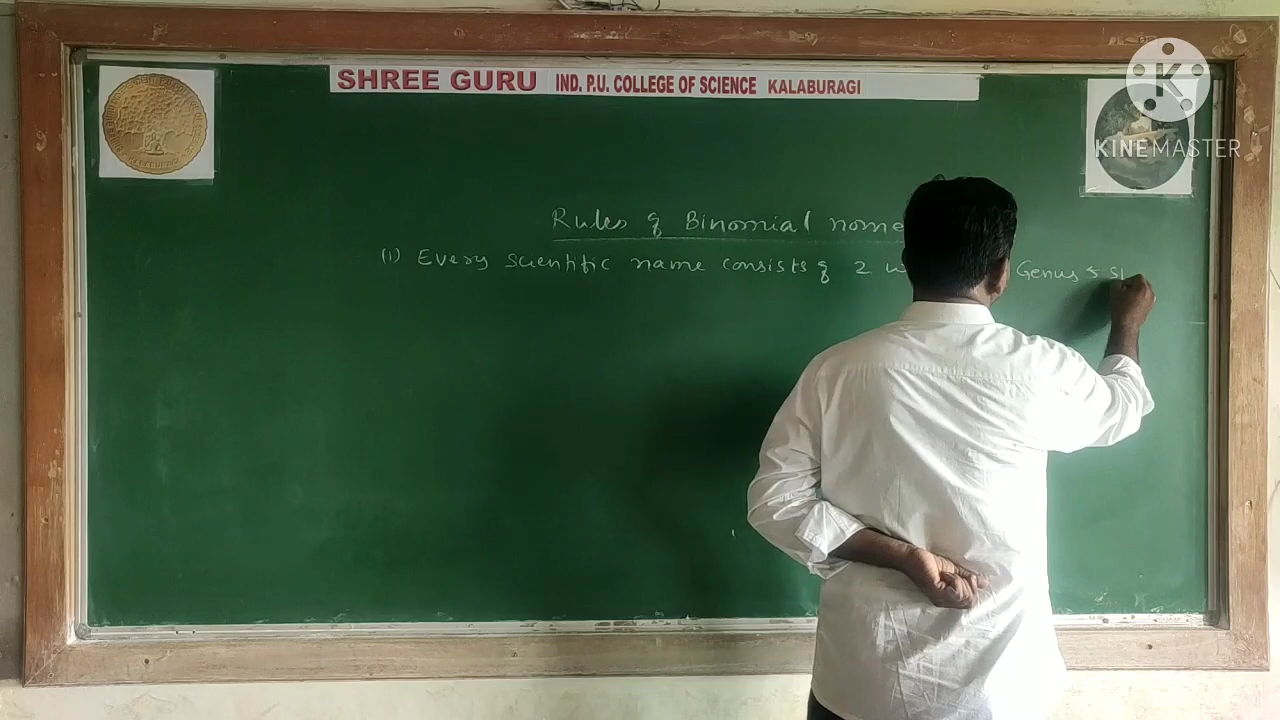 SHREE GURU IND. P.U. COLLEGE OF SCIENCE KALABURAGI
KINEMASTER
Rules of Binomial nome
(1) Every scientific name consists of 2 w Genus & sp